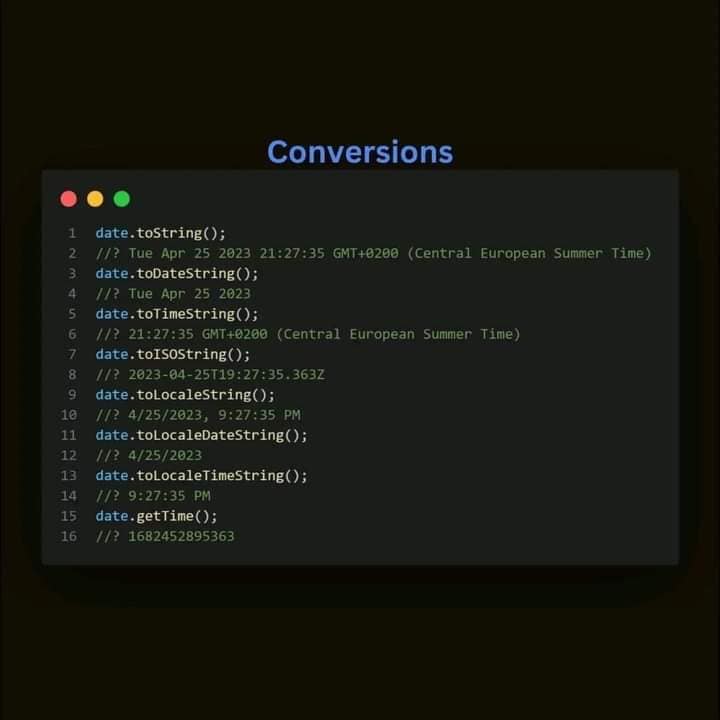 Conversions
1 date.toString();
2 //? Tue Apr 25 2023 21:27:35 GMT+0200 (Central European Summer Time)
3 date.toDateString();
4 //? Tue Apr 25 2023
5 date.toTimeString();
6 //? 21:27:35 GMT+0200 (Central European Summer Time)
7 date.toISOString();
8 //? 2023-04-25T19:27:35.363Z
9 date.toLocaleString();
10 //? 4/25/2023, 9:27:35 PM
11 date.toLocaleDateString();
12 //? 4/25/2023
13 date.toLocaleTimeString();
14 //? 9:27:35 PM
15 date.getTime();
16 //? 1682452895363